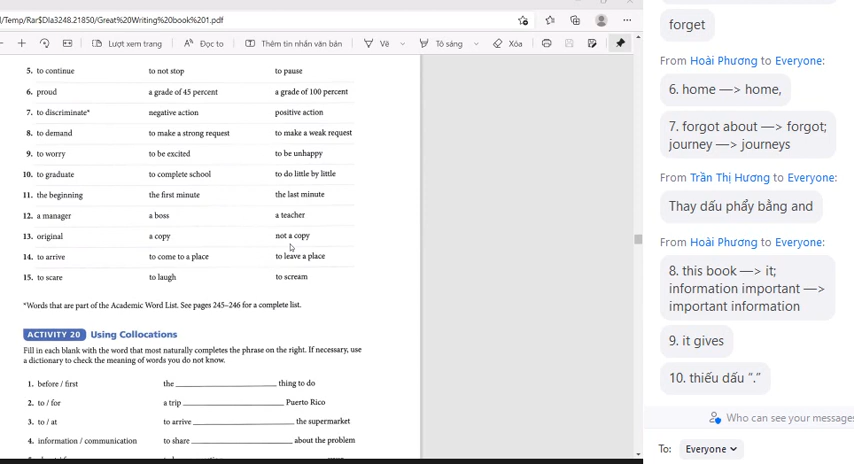 l/Temp/Rar$DIa3248.21850/Great%20Writing%20book%201.pdf
Lượt xem trang
Đọc to
Thêm tin nhắn văn bản
Vẽ
Tô sáng
Xóa
5. to continue to not stop to pause
6. proud a grade of 45 percent a grade of 100 percent
7. to discriminate* negative action positive action
8. to demand to make a strong request to make a weak request
9. to worry to be excited to be unhappy
10. to graduate to complete school to do little by little
11. the beginning the first minute the last minute
12. a manager a boss a teacher
13. original a copy not a copy
14. to arrive to come to a place to leave a place
15. to scare to laugh to scream
*Words that are part of the Academic Word List. See pages 245–246 for a complete list.
ACTIVITY 20 Using Collocations
Fill in each blank with the word that most naturally completes the phrase on the right. If necessary, use
a dictionary to check the meaning of words you do not know.
1. before / first the ____ thing to do
2. to / for a trip ____ Puerto Rico
3. to / at to arrive ____ the supermarket
4. information / communication to share ____ about the problem
forget
From Hoài Phương to Everyone:
6. home —> home,
7. forgot about —> forgot;
journey —> journeys
From Trần Thị Hương to Everyone:
Thay dấu phẩy bằng and
From Hoài Phương to Everyone:
8. this book —> it;
information important —>
important information
9. it gives
10. thiếu dấu “.”
Who can see your messages
To: Everyone